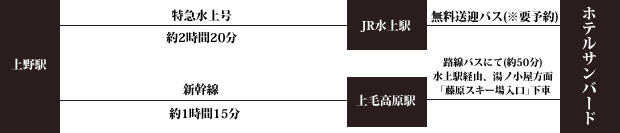 上野駅
特急水上号
約2時間20分
JR水上駅
無料送迎バス(※要予約)
新幹線
約1時間15分
上毛高原駅
路線バスにて(約50分)
水上駅経由、湯ノ小屋方面
「藤原スキー場入口」下車
ホテルサンバード